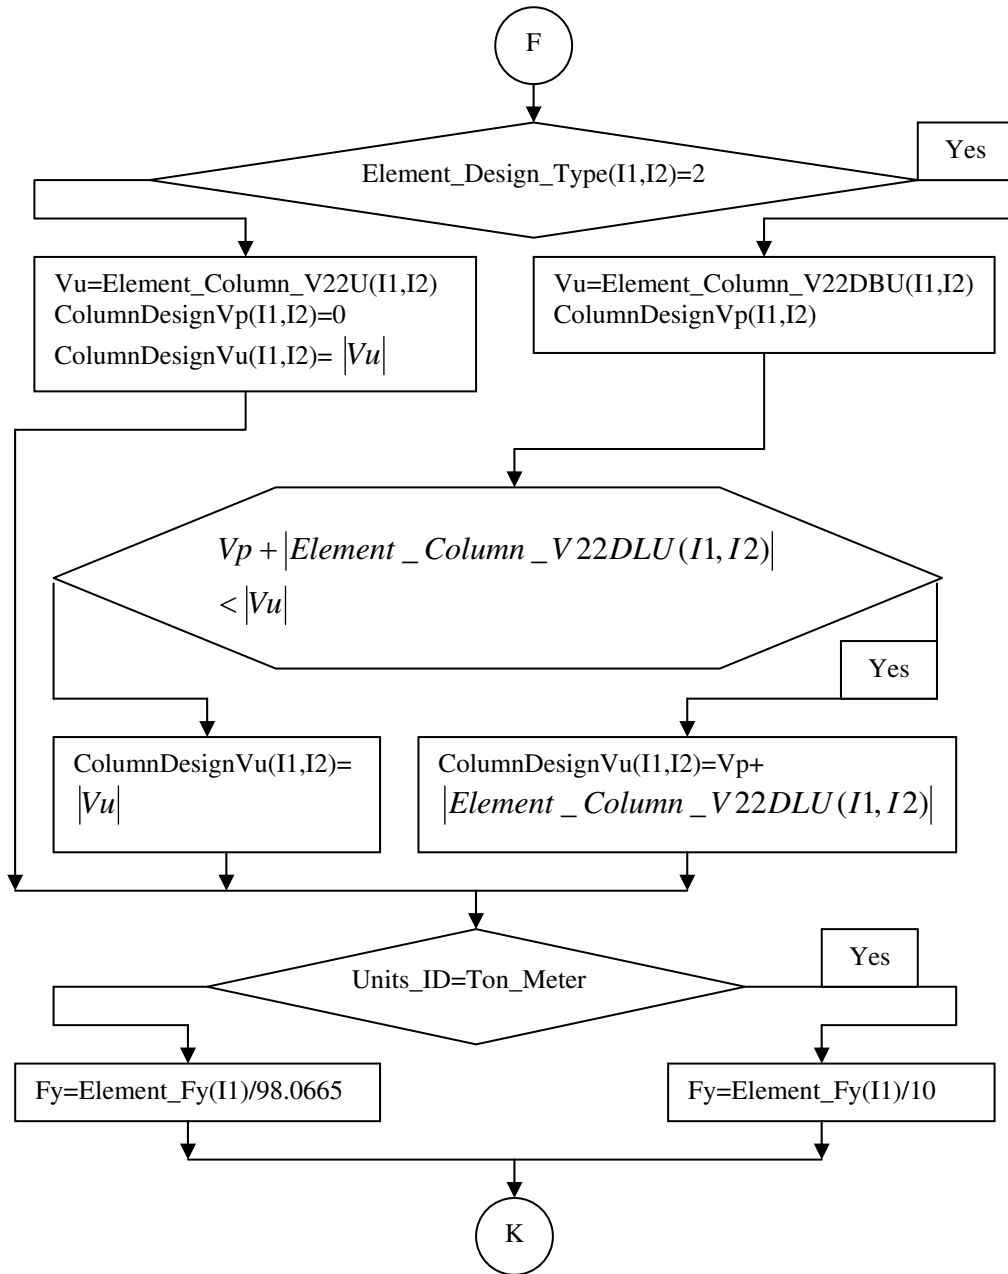 F
Element_Design_Type(I1,I2)=2
Yes
Vu=Element_Column_V22U(I1,I2)
ColumnDesignVp(I1,I2)=0
ColumnDesignVu(I1,I2)= |Vu|
Vu=Element_Column_V22DBU(I1,I2)
ColumnDesignVp(I1,I2)
Vp + |Element _ Column _ V 22DLU (I1, I2)|
< |Vu|
Yes
ColumnDesignVu(I1,I2)=
|Vu|
ColumnDesignVu(I1,I2)=Vp+
|Element _ Column _ V 22DLU (I1, I2)|
Units_ID=Ton_Meter
Yes
Fy=Element_Fy(I1)/98.0665
Fy=Element_Fy(I1)/10
K